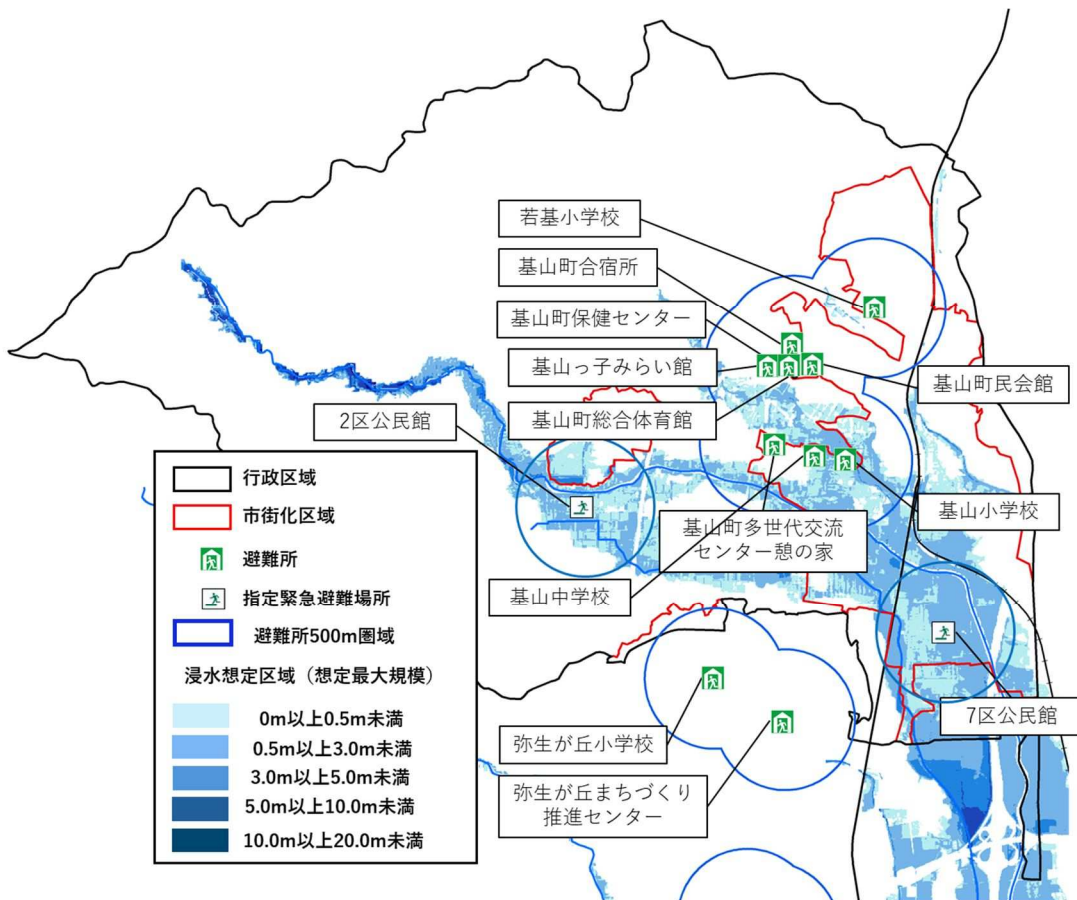 若基小学校
基山町合宿所
基山町保健センター
基山っ子みらい館
基山町民会館
2区公民館
基山町総合体育館
行政区域
市街化区域
避難所
指定緊急避難場所
避難所500m圏域
浸水想定区域（想定最大規模）
0m以上0.5m未満
0.5m以上3.0m未満
3.0m以上5.0m未満
5.0m以上10.0m未満
10.0m以上20.0m未満
基山小学校
基山町多世代交流
センター憩の家
基山中学校
7区公民館
弥生が丘小学校
弥生が丘まちづくり
推進センター